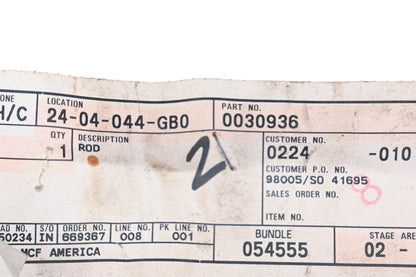 ONE LOCATION PART NO.
H/C 24-04-044-GB0 0030936
QTY DESCRIPTION CUSTOMER NO.
1 ROD 0224 -010
2
CUSTOMER P.O. NO.
98005/SO 41695
8
SALES ORDER NO.
ITEM NO.
AD NO. S/O ORDER NO. LINE NO. PK LINE NO. BUNDLE STAGE AREA
50234 IN 669367 008 001 054555 02 -
MCF AMERICA